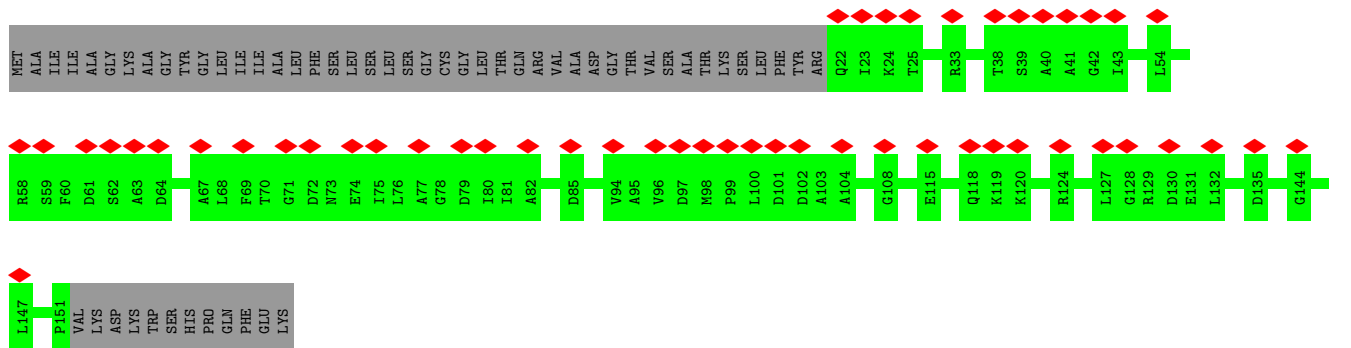 MET ALA ILE ILE ALA GLY LYS ALA GLY TYR GLY LEU ILE ILE ALA LEU PHE SER LEU SER LEU SER GLY CYS GLY LEU THR GLN ARG VAL ALA ASP GLY THR VAL SER ALA THR LYS SER LEU PHE TYR ARG Q22 I23 K24 T25 R33 T38 S39 A40 A41 G42 I43 L54
R58 S59 F60 D61 S62 A63 D64 A67 L68 F69 T70 G71 D72 N73 E74 I75 L76 A77 G78 D79 I80 I81 A82 D85 V94 A95 V96 D97 M98 P99 L100 D101 D102 A103 A104 G108 E115 Q118 K119 K120 R124 L127 G128 R129 D130 E131 L132 D135 G144
L147 P151 VAL LYS ASP LYS TRP SER HIS PRO GLN PHE GLU LYS